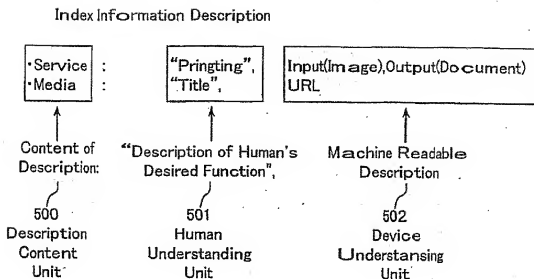 Index Information Description
・Service : "Pringting", Input(Image),Output(Document)
・Media : "Title", URL
Content of Description: "Description of Human's Desired Function", Machine Readable Description
500 501 502
Description Content Unit Human Understanding Unit Device Understansing Unit